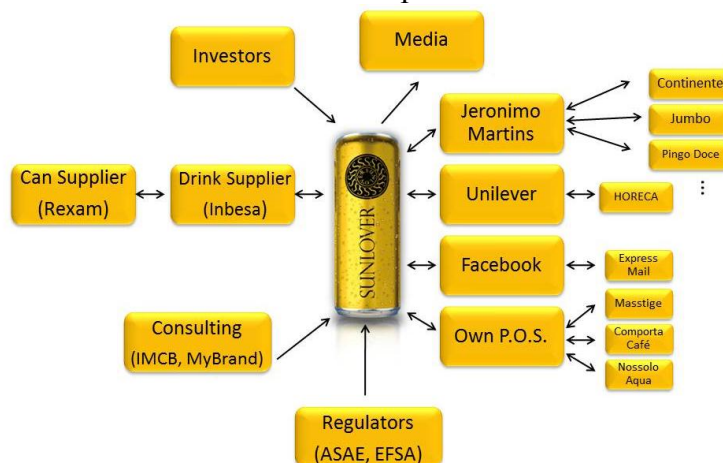 Media
Investors
Continente
Jeronimo
Martins
Jumbo
Pingo Doce
...
Can Supplier
(Rexam)
Drink Supplier
(Inbesa)
SUNLOVER
Unilever
HORECA
Facebook
Express
Mail
Masstige
Consulting
(IMCB, MyBrand)
Own P.O.S.
Comporta
Café
Nossolo
Aqua
Regulators
(ASAE, EFSA)